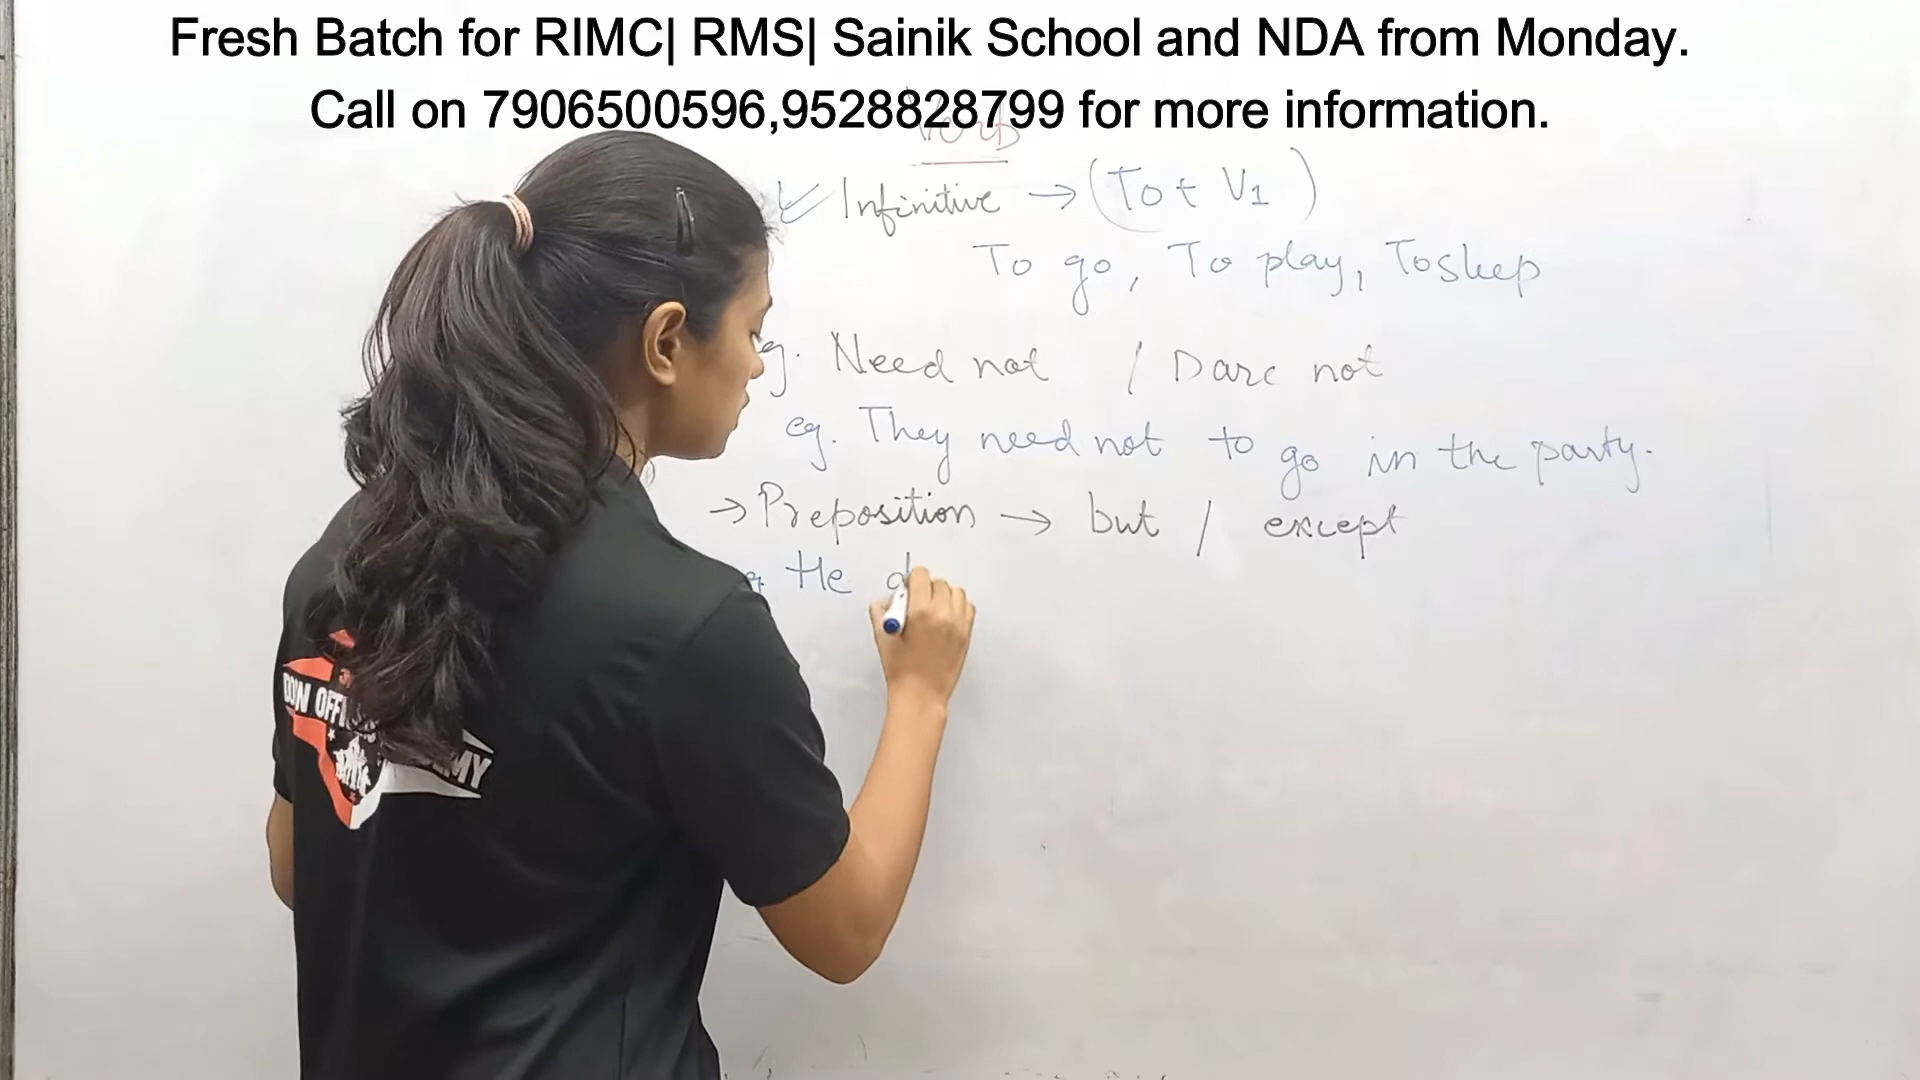 Fresh Batch for RIMC| RMS| Sainik School and NDA from Monday.
Call on 7906500596,9528828799 for more information.
Verb
Infinitive → (To + V1)
To go, To play, To sleep
Need not / Dare not
eg. They need not to go in the party.
→ Preposition → but / except
He
DOON